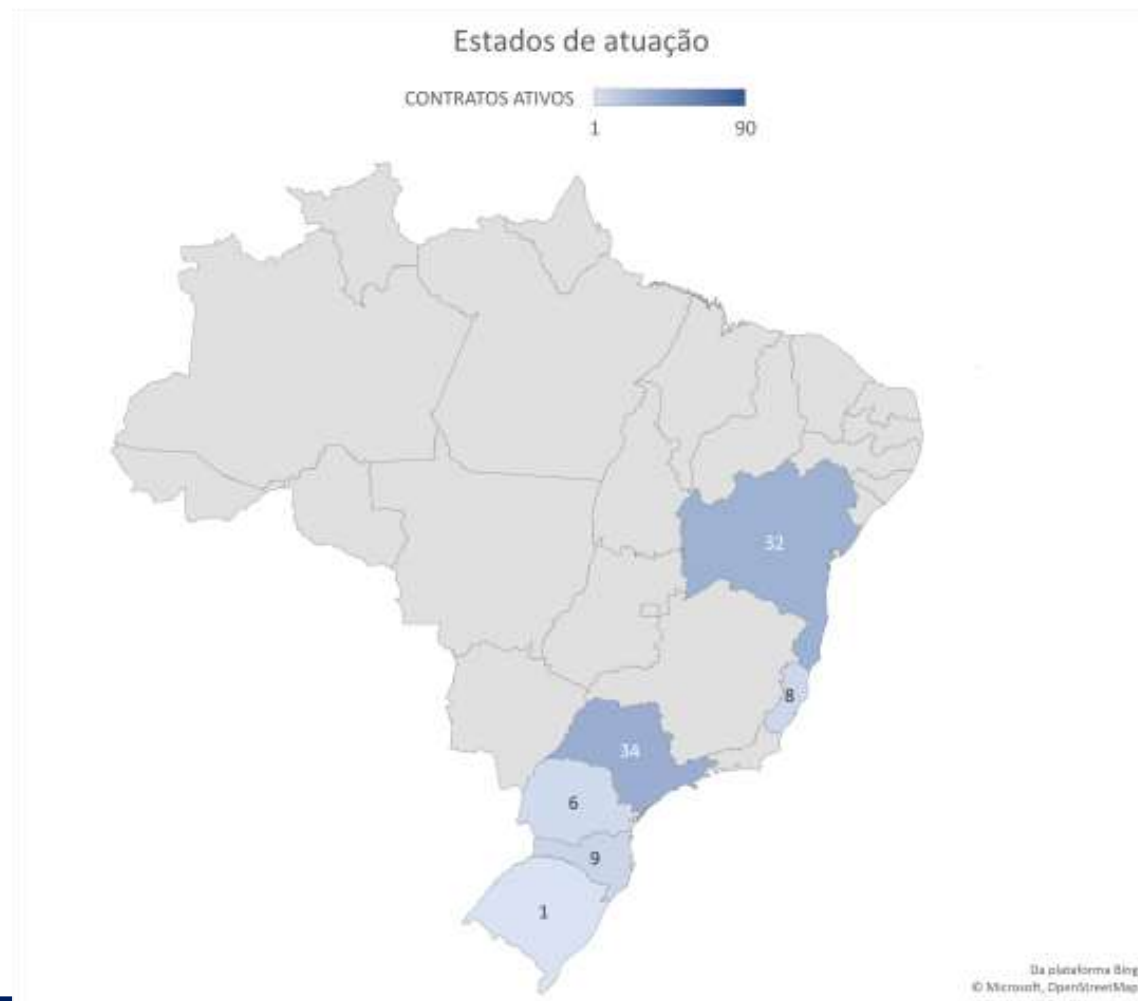 Estados de atuação
CONTRATOS ATIVOS
1 90
32
8
34
6
9
1
Da plataforma Bing
© Microsoft, OpenStreetMap